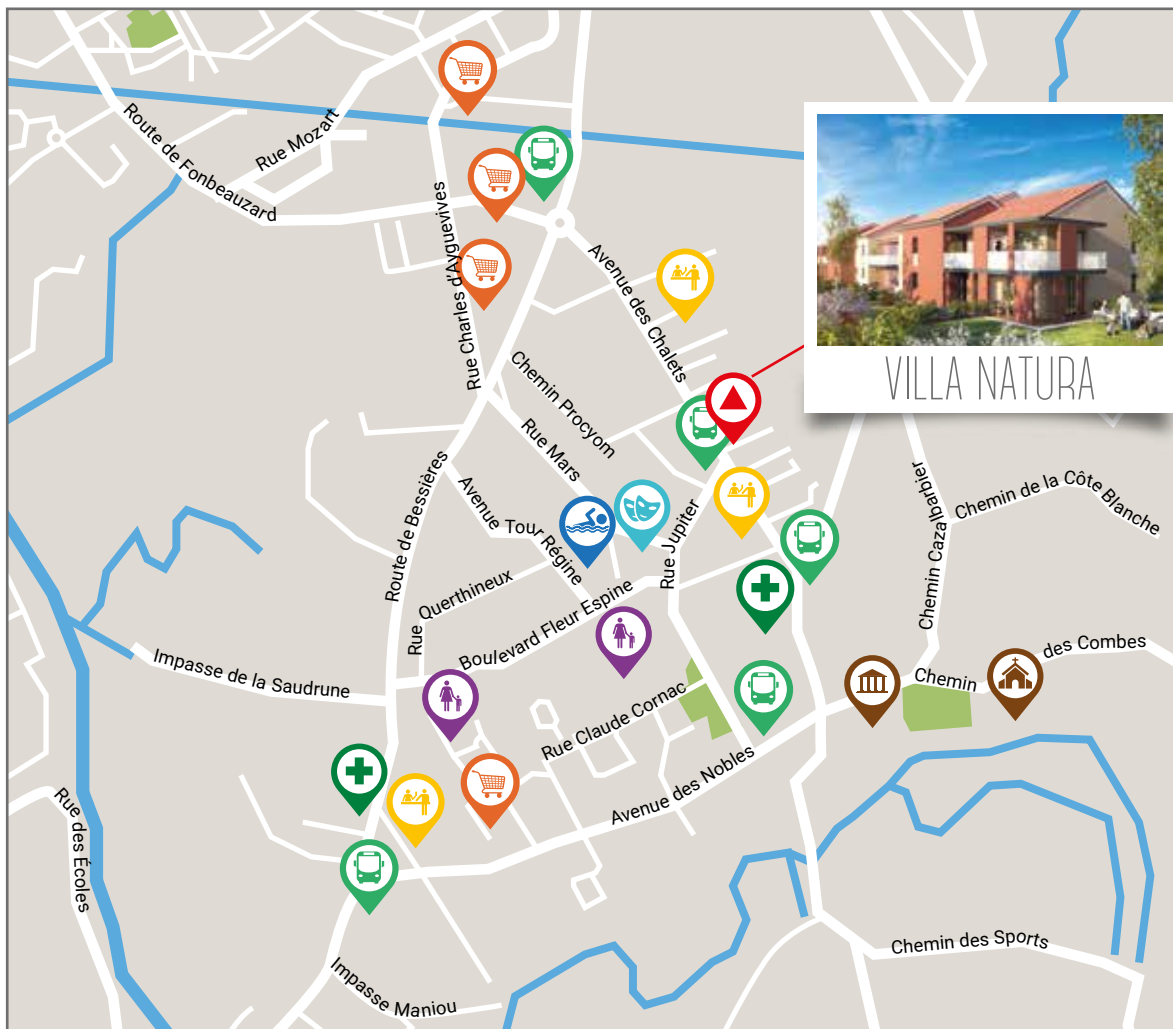 Route de Fonbeauzard
Rue Mozart
Rue Charles d'Ayguevives
Avenue des Chalets
VILLA NATURA
Chemin Procyom
Rue Mars
Route de Bessières
Avenue Tour Régine
Rue Jupiter
Chemin Cazalbarbier
Chemin de la Côte Blanche
Rue Querthineux
Boulevard Fleur Espine
Impasse de la Saudrune
Chemin des Combes
Rue Claude Cornac
Avenue des Nobles
Rue des Écoles
Chemin des Sports
Impasse Maniou